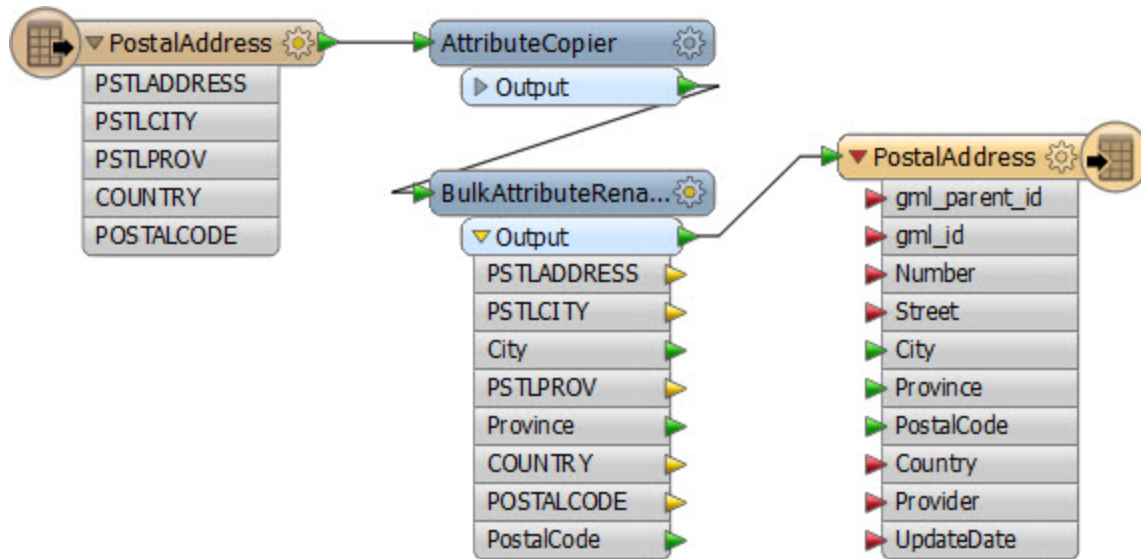 PostalAddress
PSTLADDRESS
PSTLCITY
PSTLPROV
COUNTRY
POSTALCODE
AttributeCopier
Output
BulkAttributeRena...
Output
PSTLADDRESS
PSTLCITY
City
PSTLPROV
Province
COUNTRY
POSTALCODE
PostalCode
PostalAddress
gml_parent_id
gml_id
Number
Street
City
Province
PostalCode
Country
Provider
UpdateDate